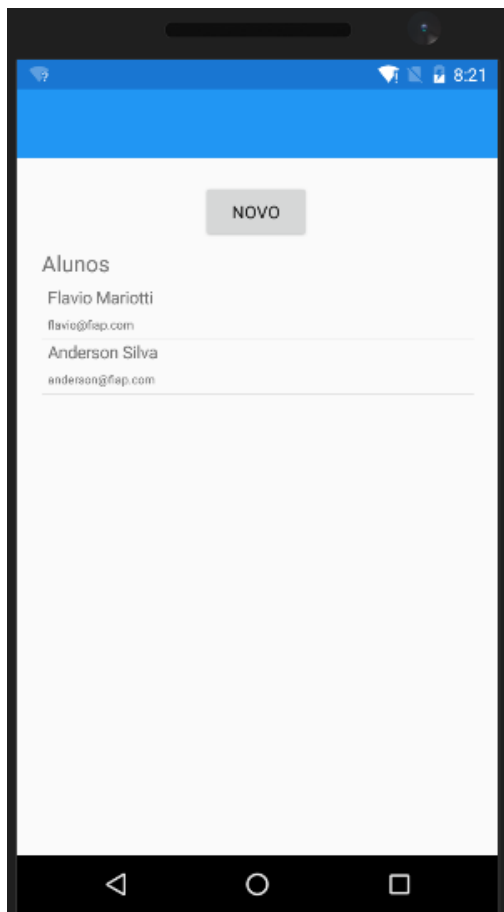 8:21
NOVO
Alunos
Flavio Mariotti
flavio@fiap.com
Anderson Silva
anderson@fiap.com